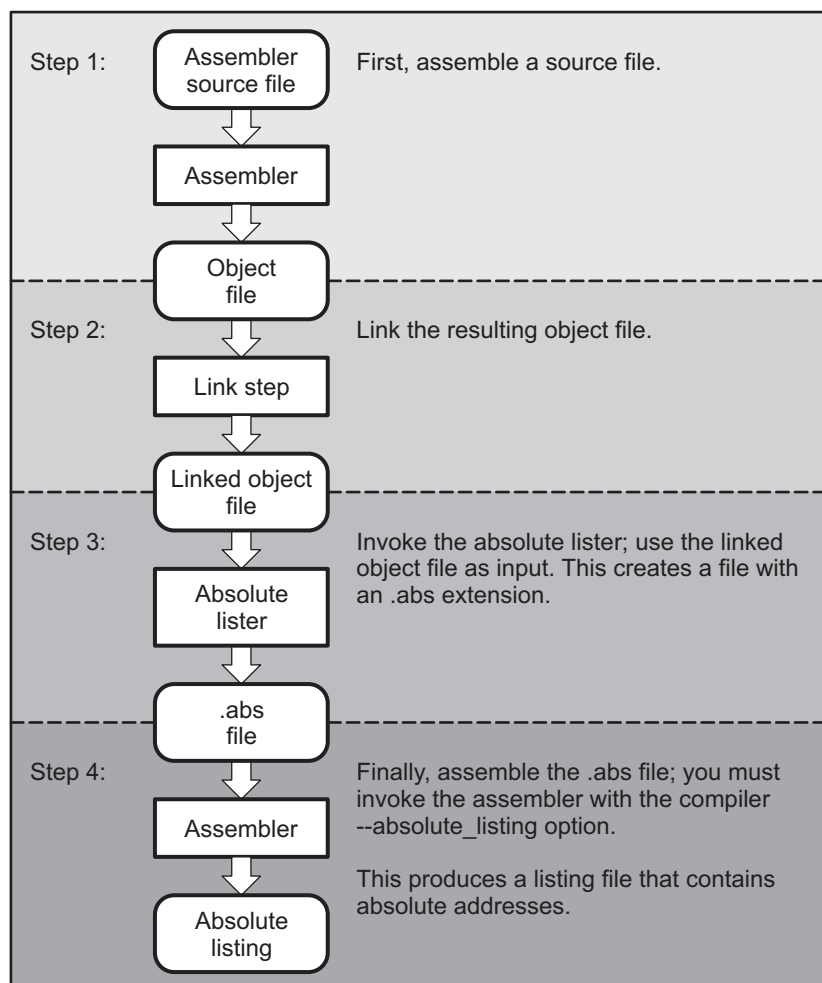 Step 1:
Assembler
source file
First, assemble a source file.
Assembler
Object
file
Step 2:
Link the resulting object file.
Link step
Linked object
file
Step 3:
Invoke the absolute lister; use the linked
object file as input. This creates a file with
an .abs extension.
Absolute
lister
.abs
file
Step 4:
Finally, assemble the .abs file; you must
invoke the assembler with the compiler
--absolute_listing option.
Assembler
This produces a listing file that contains
absolute addresses.
Absolute
listing